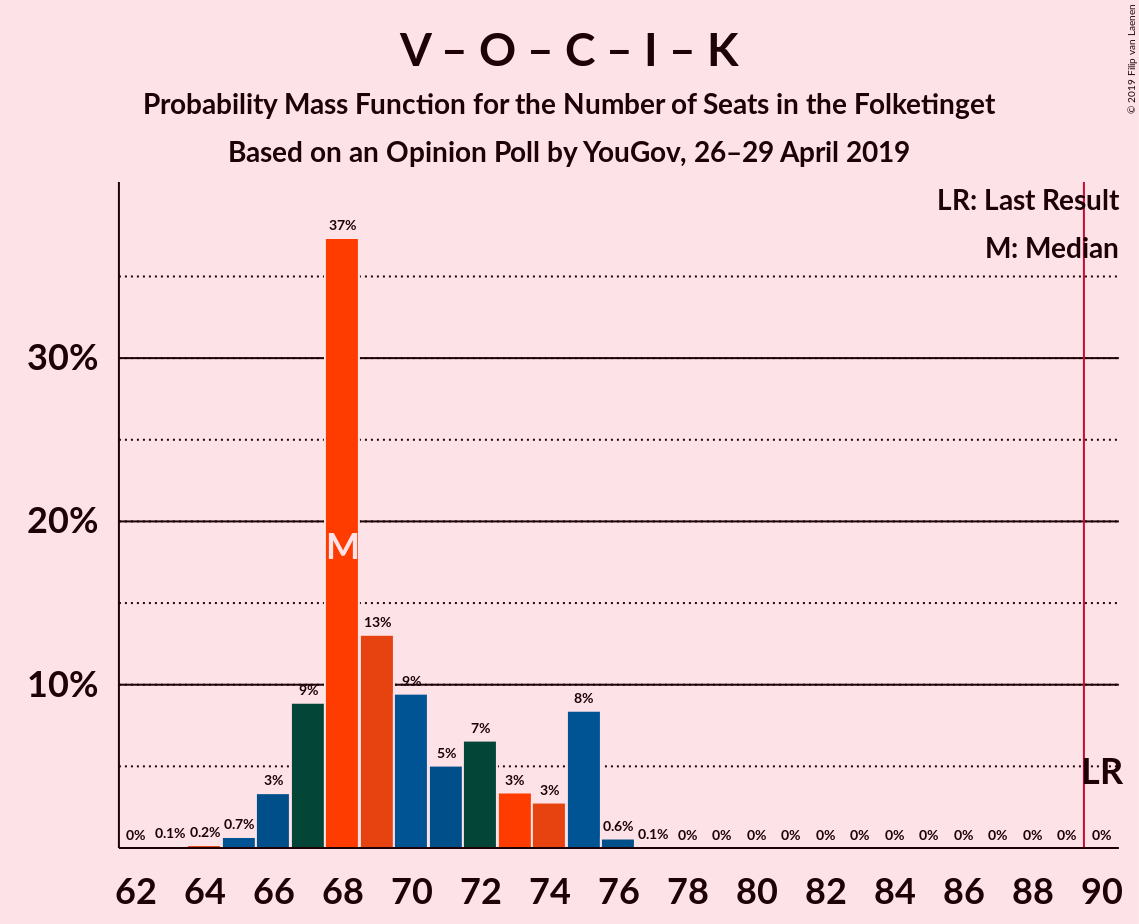 V – O – C – I – K
Probability Mass Function for the Number of Seats in the Folketinget
Based on an Opinion Poll by YouGov, 26–29 April 2019
© 2019 Filip van Laenen
LR: Last Result
M: Median
37%
30%
20%
M
13%
10%
9%
9%
8%
7%
5%
LR
3%
3%
3%
0% 0.1% 0.2% 0.7% 0.6% 0.1% 0% 0% 0% 0% 0% 0% 0% 0% 0% 0% 0% 0% 0%
62 64 66 68 70 72 74 76 78 80 82 84 86 88 90